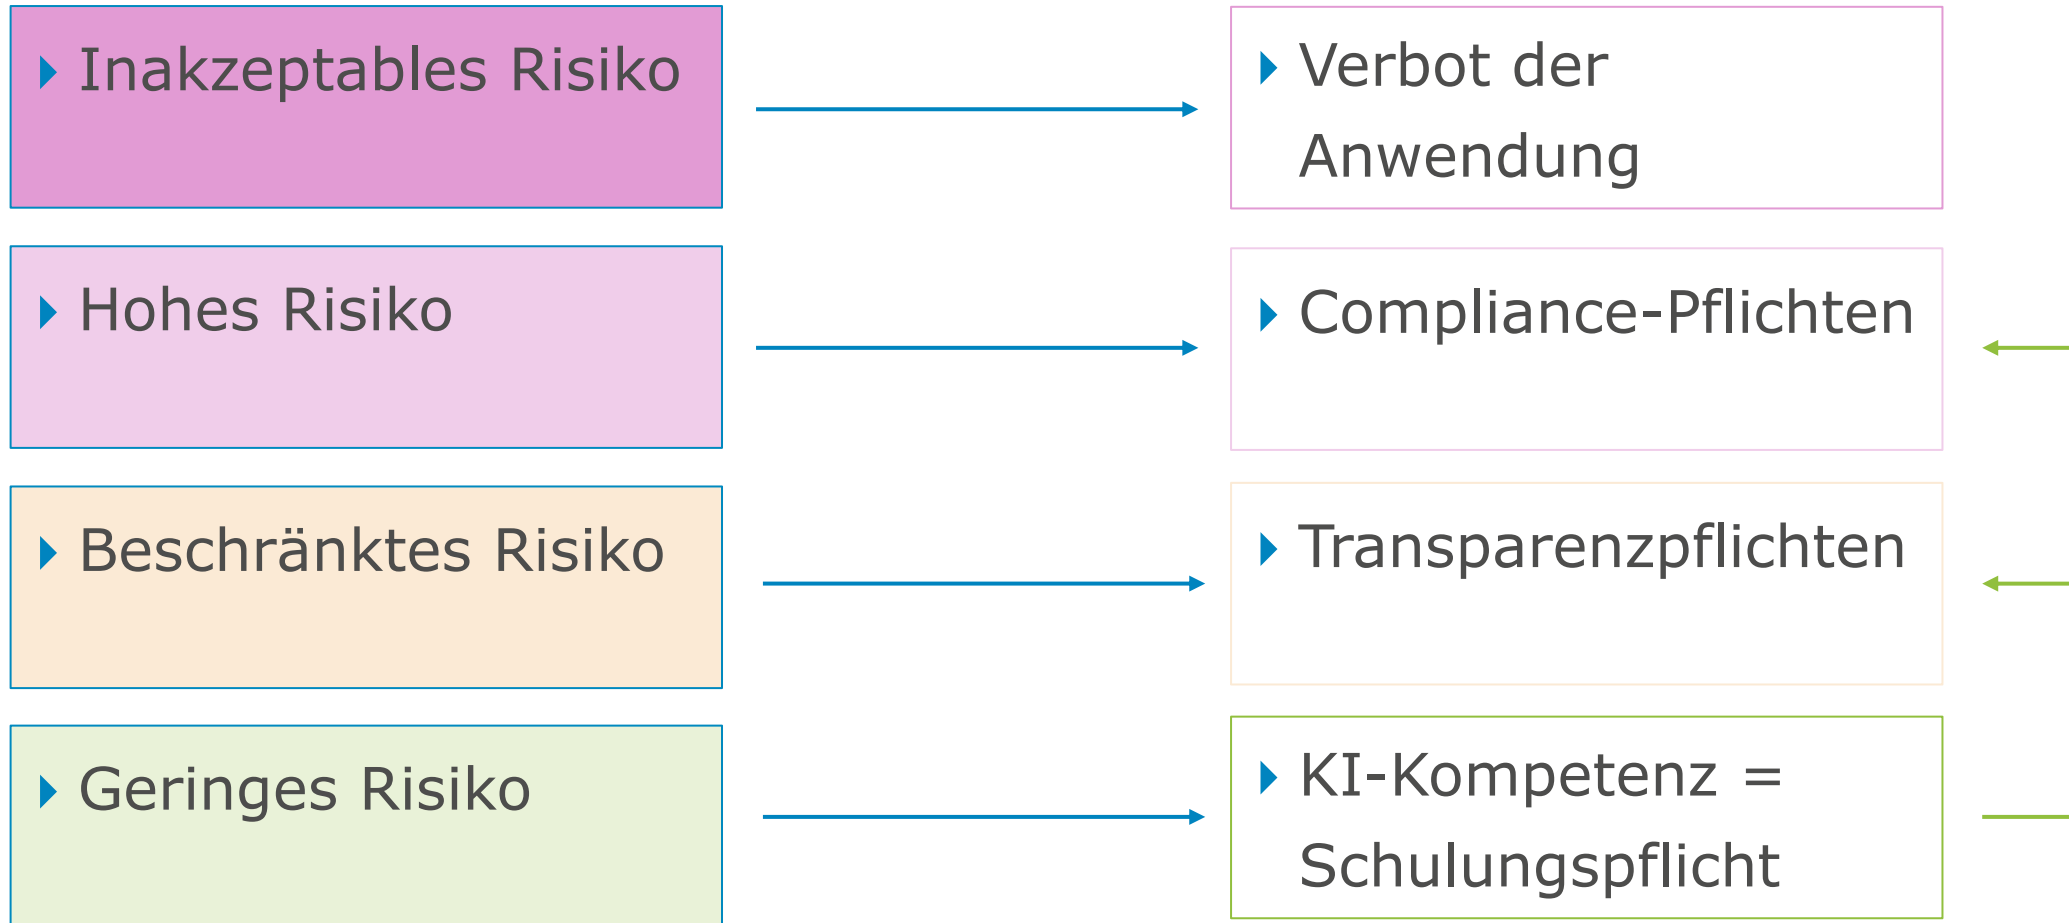 Inakzeptables Risiko
Verbot der
Anwendung
Hohes Risiko
Compliance-Pflichten
Beschränktes Risiko
Transparenzpflichten
Geringes Risiko
KI-Kompetenz =
Schulungspflicht